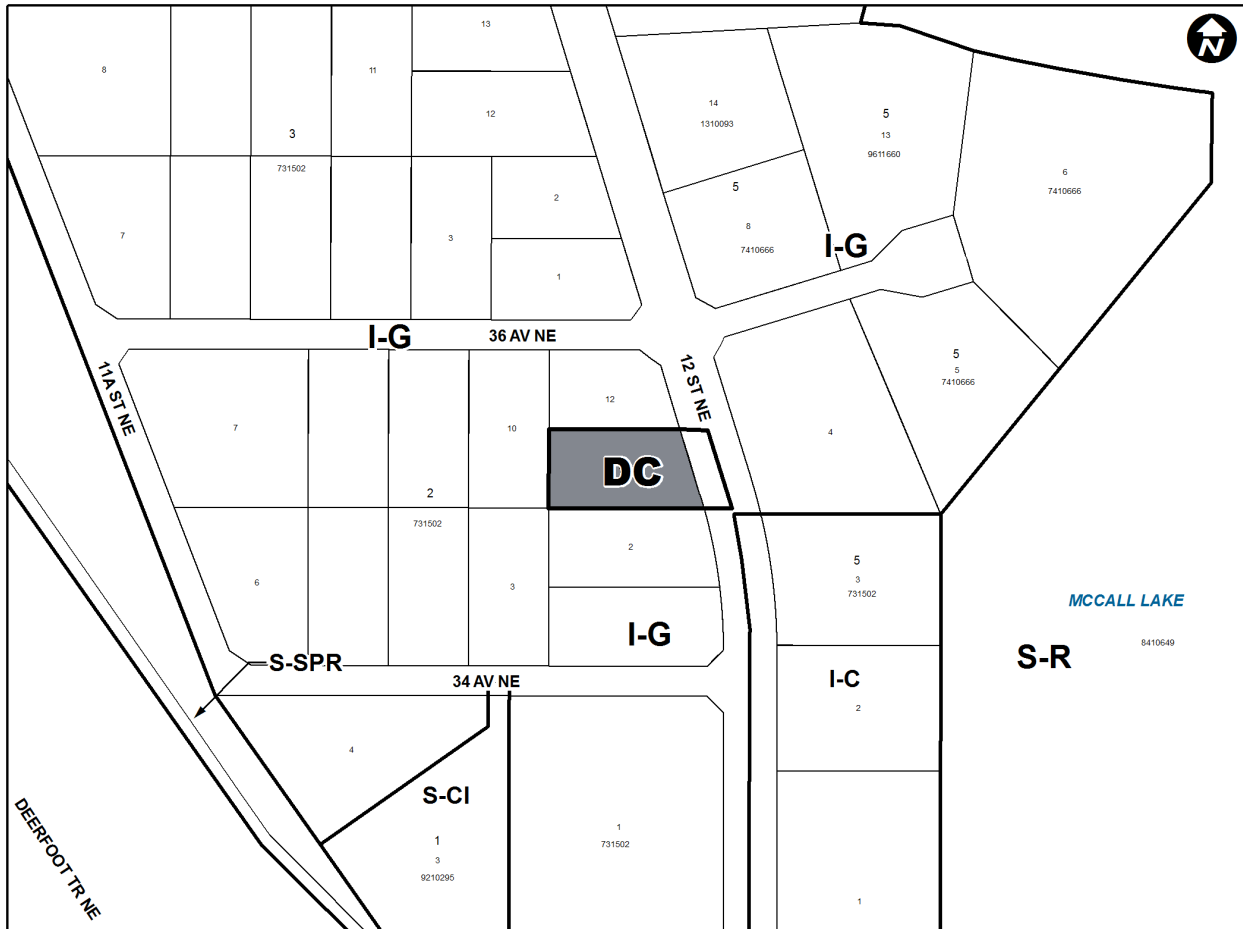 N
13
8
11
12
14
1310093
5
13
9611660
3
731502
6
7410666
5
8
7410666
2
7
3
I-G
1
I-G
36 AV NE
11A ST NE
12 ST NE
5
5
7410666
12
7
10
4
DC
2
731502
2
5
3
731502
6
3
MCCALL LAKE
I-G
8410649
S-R
S-SPR
I-C
34 AV NE
2
4
S-CI
DEERFOOT TR NE
1
3
9210295
1
731502
1